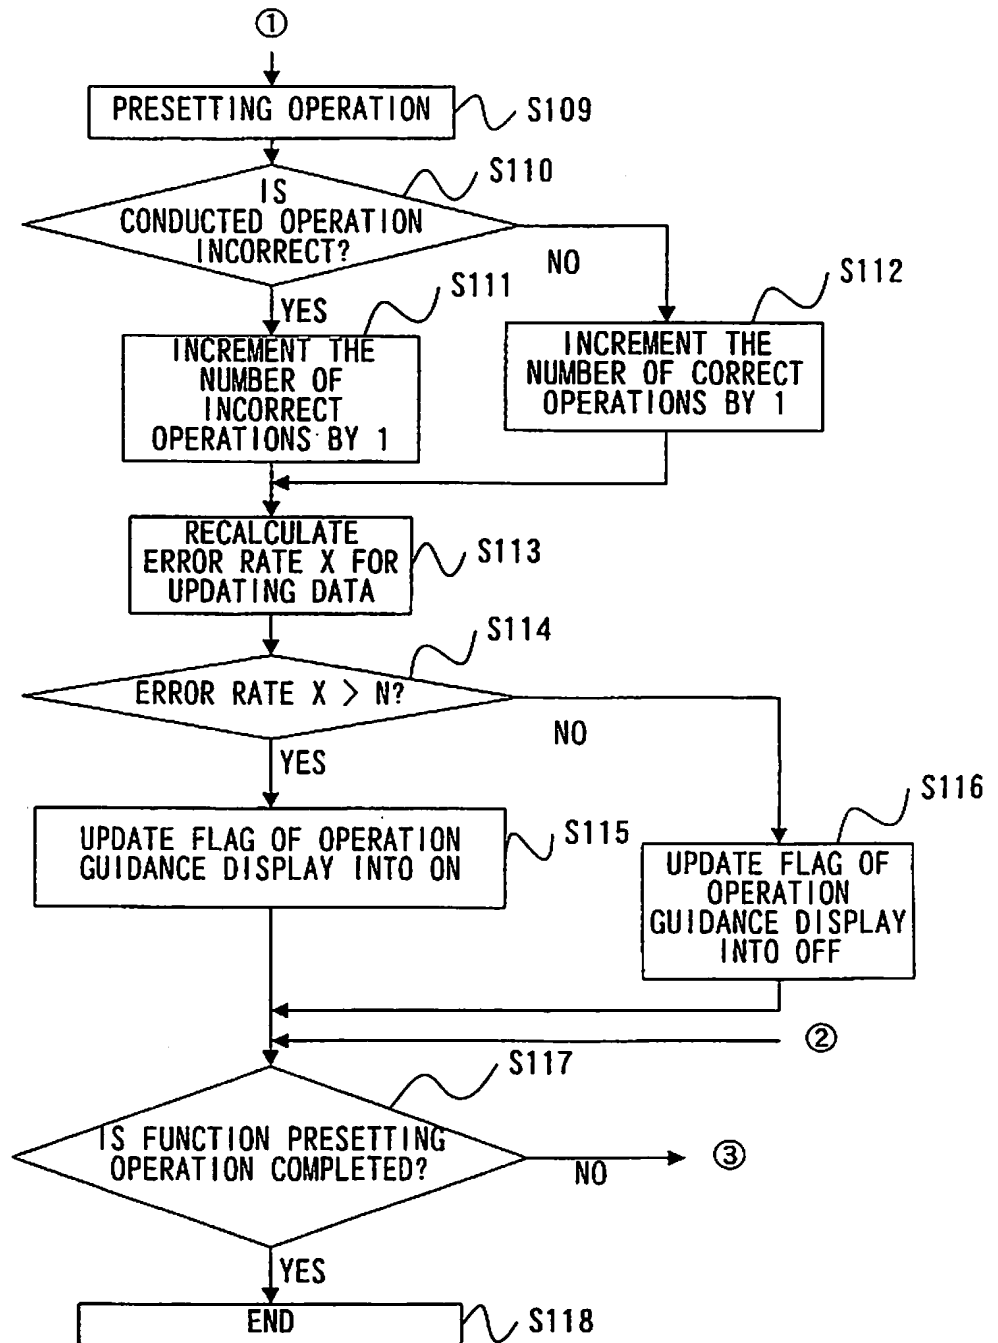 ①
PRESETTING OPERATION
S109
S110
IS
CONDUCTED OPERATION
INCORRECT?
NO
YES
S111
S112
INCREMENT THE
NUMBER OF
INCORRECT
OPERATIONS BY 1
INCREMENT THE
NUMBER OF CORRECT
OPERATIONS BY 1
RECALCULATE
ERROR RATE X FOR
UPDATING DATA
S113
S114
ERROR RATE X > N?
NO
YES
UPDATE FLAG OF OPERATION
GUIDANCE DISPLAY INTO ON
S115
S116
UPDATE FLAG OF
OPERATION
GUIDANCE DISPLAY
INTO OFF
②
S117
IS FUNCTION PRESETTING
OPERATION COMPLETED?
NO
③
YES
END
S118